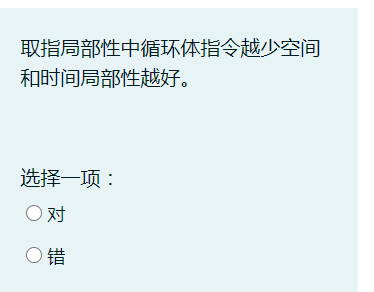 取指局部性中循环体指令越少空间
和时间局部性越好。
选择一项：
对
错